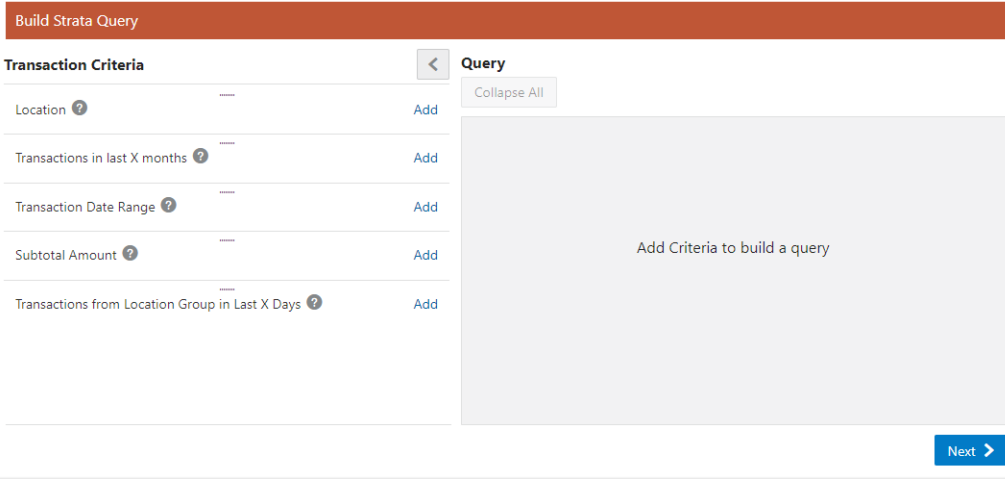 Build Strata Query
Transaction Criteria
Location ?
Add
Transactions in last X months ?
Add
Transaction Date Range ?
Add
Subtotal Amount ?
Add
Transactions from Location Group in Last X Days ?
Add
Query
Collapse All
Add Criteria to build a query
Next